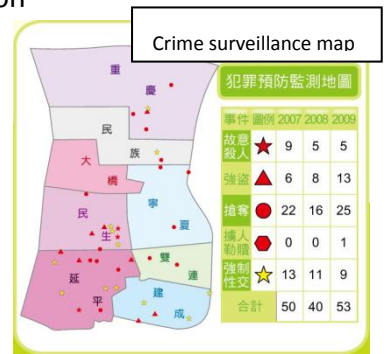 on
Crime surveillance map
重
慶
民
族
大
橋
寧
夏
民
生
雙
連
延
平
建
成
犯罪預防監測地圖
事件 圖例 2007 2008 2009
故意殺人 9 5 5
強盜 6 8 13
搶奪 22 16 25
擄人勒贖 0 0 1
強制性交 13 11 9
合計 50 40 53